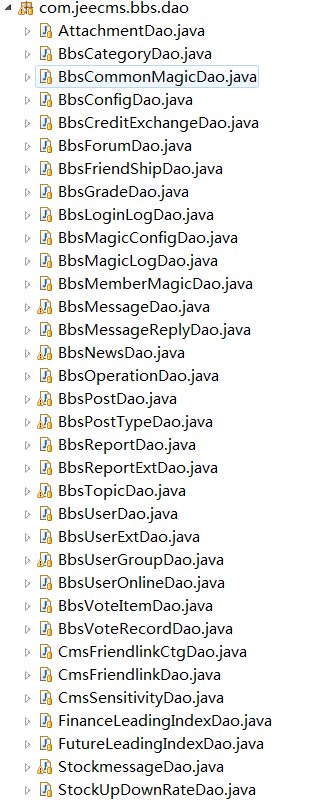 com.jeecms.bbs.dao
AttachmentDao.java
BbsCategoryDao.java
BbsCommonMagicDao.java
BbsConfigDao.java
BbsCreditExchangeDao.java
BbsForumDao.java
BbsFriendShipDao.java
BbsGradeDao.java
BbsLoginLogDao.java
BbsMagicConfigDao.java
BbsMagicLogDao.java
BbsMemberMagicDao.java
BbsMessageDao.java
BbsMessageReplyDao.java
BbsNewsDao.java
BbsOperationDao.java
BbsPostDao.java
BbsPostTypeDao.java
BbsReportDao.java
BbsReportExtDao.java
BbsTopicDao.java
BbsUserDao.java
BbsUserExtDao.java
BbsUserGroupDao.java
BbsUserOnlineDao.java
BbsVoteItemDao.java
BbsVoteRecordDao.java
CmsFriendlinkCtgDao.java
CmsFriendlinkDao.java
CmsSensitivityDao.java
FinanceLeadingIndexDao.java
FutureLeadingIndexDao.java
StockmessageDao.java
StockUpDownRateDao.java